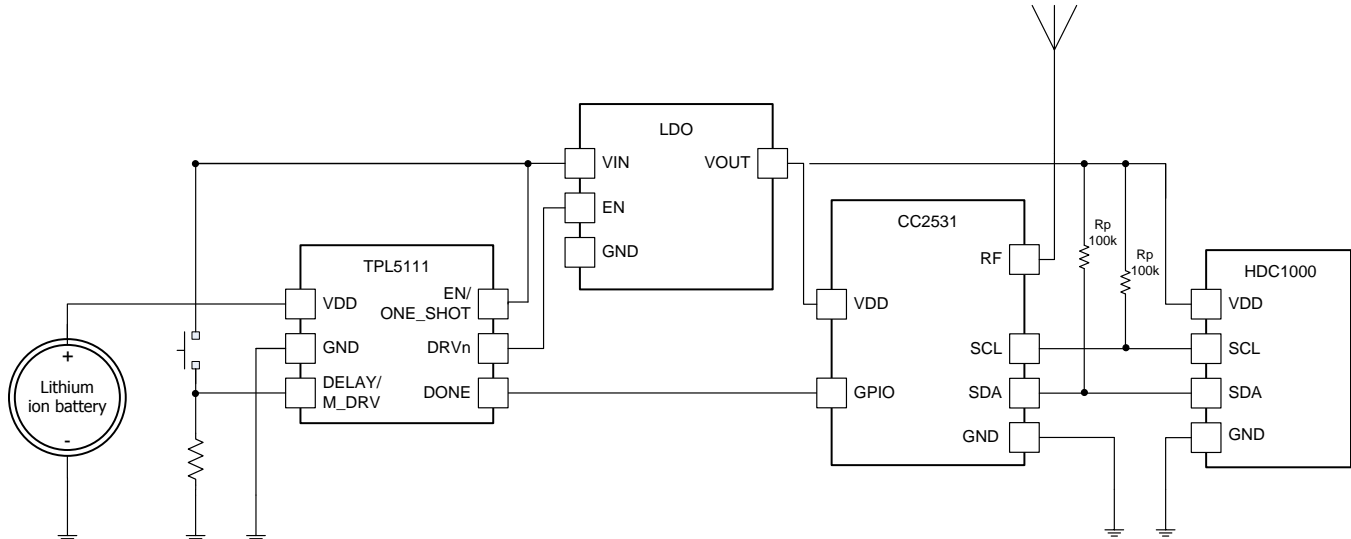 LDO
VIN
VOUT
EN
GND
CC2531
RF
VDD
SCL
GPIO
SDA
GND
Rp
100k
Rp
100k
HDC1000
VDD
SCL
SDA
GND
TPL5111
VDD
EN/
ONE_SHOT
GND
DRVn
DELAY/
M_DRV
DONE
+
Lithium
ion battery
-